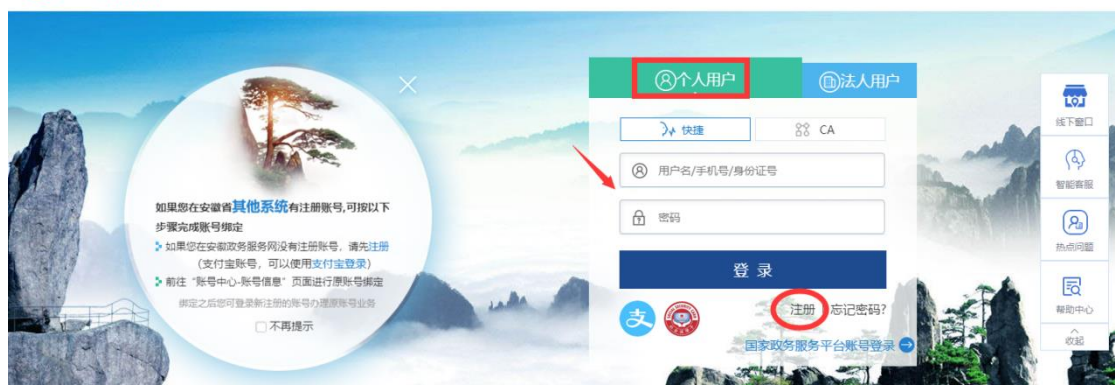 如果您在安徽省其他系统有注册账号,可按以下
步骤完成账号绑定
如果您在安徽政务服务网没有注册账号，请先注册
（支付宝账号，可以使用支付宝登录）
前往“账号中心-账号信息”页面进行原账号绑定
绑定之后您可登录新注册的账号办理原账号业务
不再提示
个人用户 法人用户
快捷 CA
用户名/手机号/身份证号
密码
登 录
支
注册 忘记密码?
国家政务服务平台账号登录
线下窗口
智能客服
热点问题
帮助中心
收起